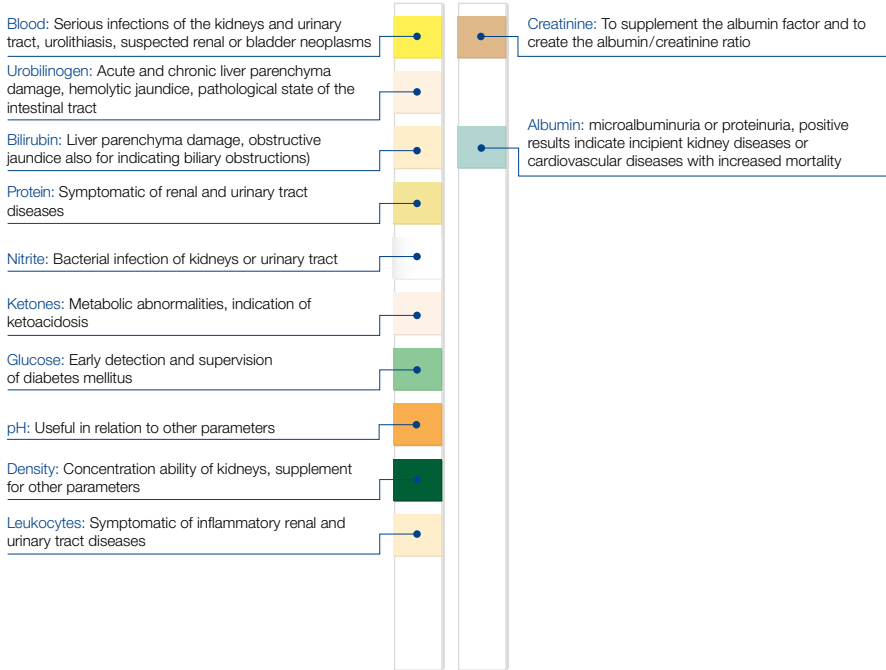 Blood: Serious infections of the kidneys and urinary
tract, urolithiasis, suspected renal or bladder neoplasms
Urobilinogen: Acute and chronic liver parenchyma
damage, hemolytic jaundice, pathological state of the
intestinal tract
Bilirubin: Liver parenchyma damage, obstructive
jaundice also for indicating biliary obstructions)
Protein: Symptomatic of renal and urinary tract
diseases
Nitrite: Bacterial infection of kidneys or urinary tract
Ketones: Metabolic abnormalities, indication of
ketoacidosis
Glucose: Early detection and supervision
of diabetes mellitus
pH: Useful in relation to other parameters
Density: Concentration ability of kidneys, supplement
for other parameters
Leukocytes: Symptomatic of inflammatory renal and
urinary tract diseases
Creatinine: To supplement the albumin factor and to
create the albumin/creatinine ratio
Albumin: microalbuminuria or proteinuria, positive
results indicate incipient kidney diseases or
cardiovascular diseases with increased mortality